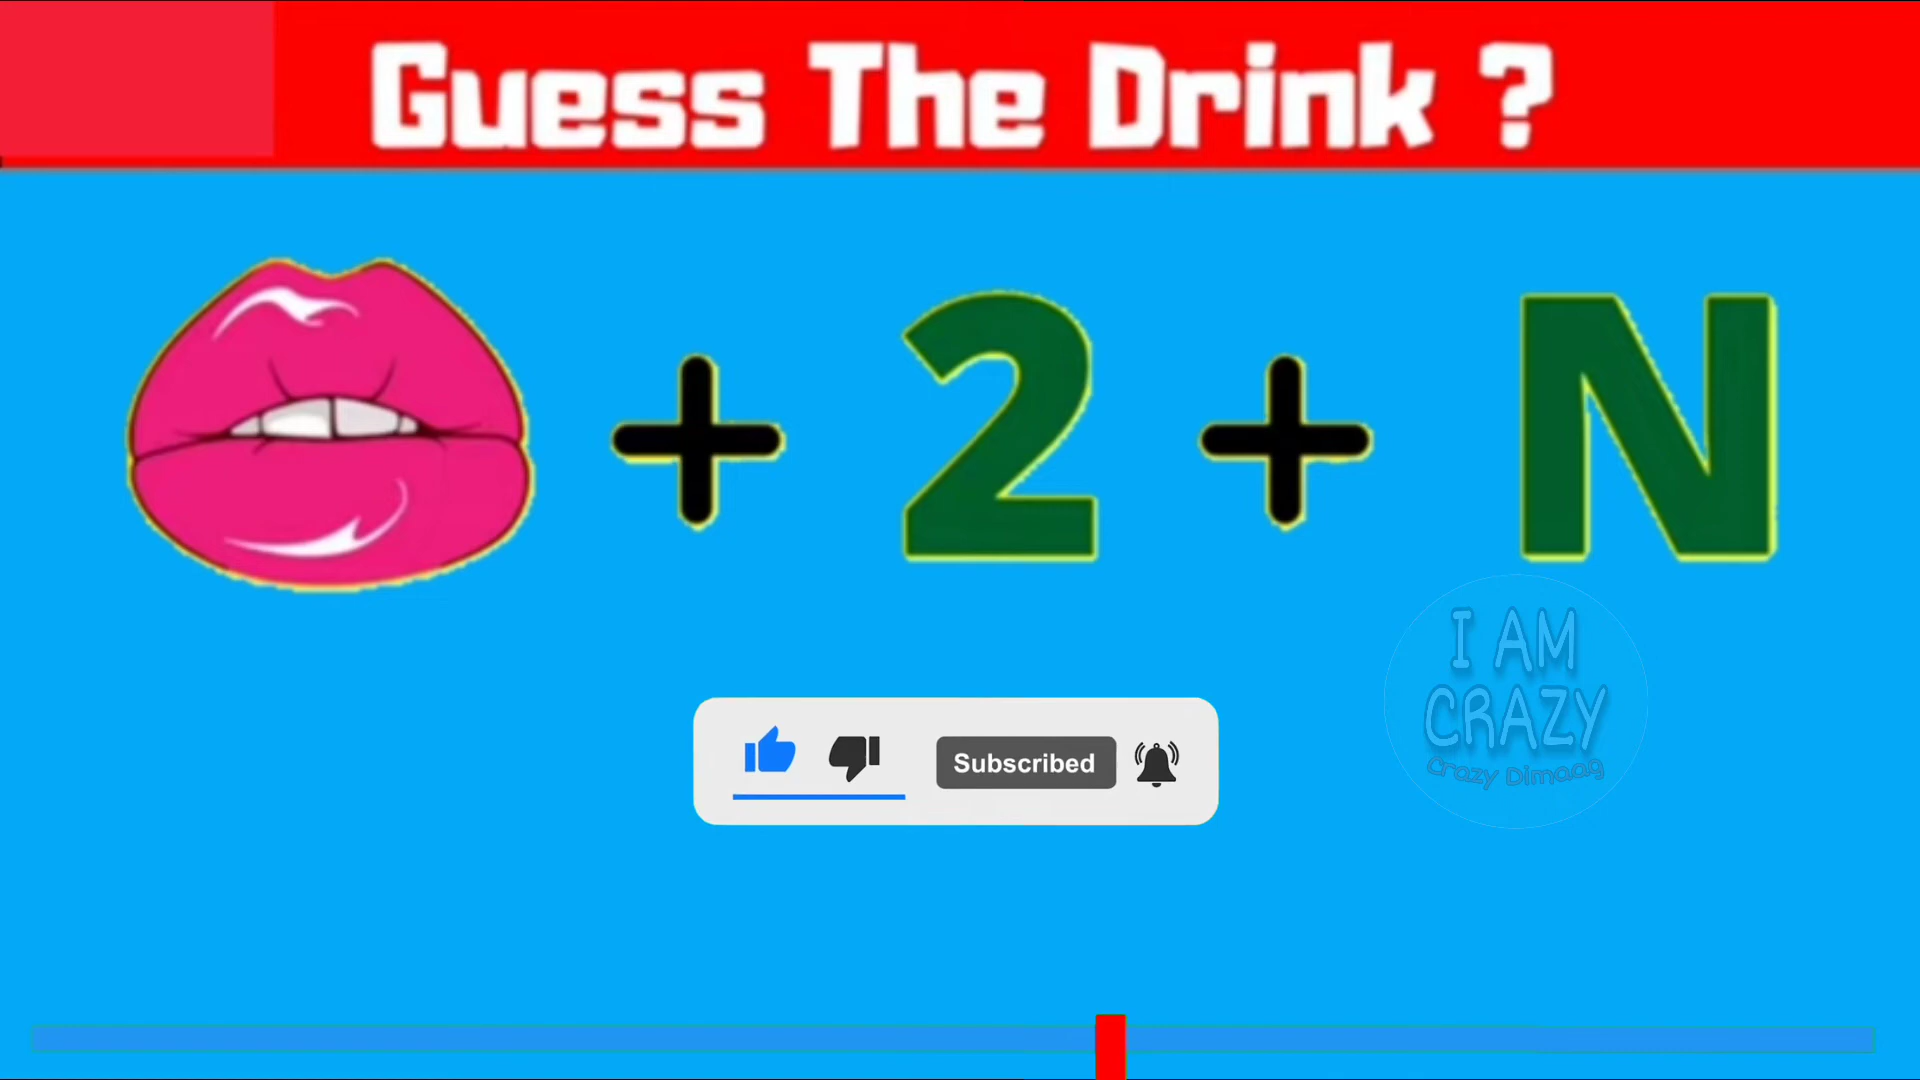 Guess The Drink ?
+ 2 + N
I AM
CRAZY
Crazy Dimaag
Subscribed